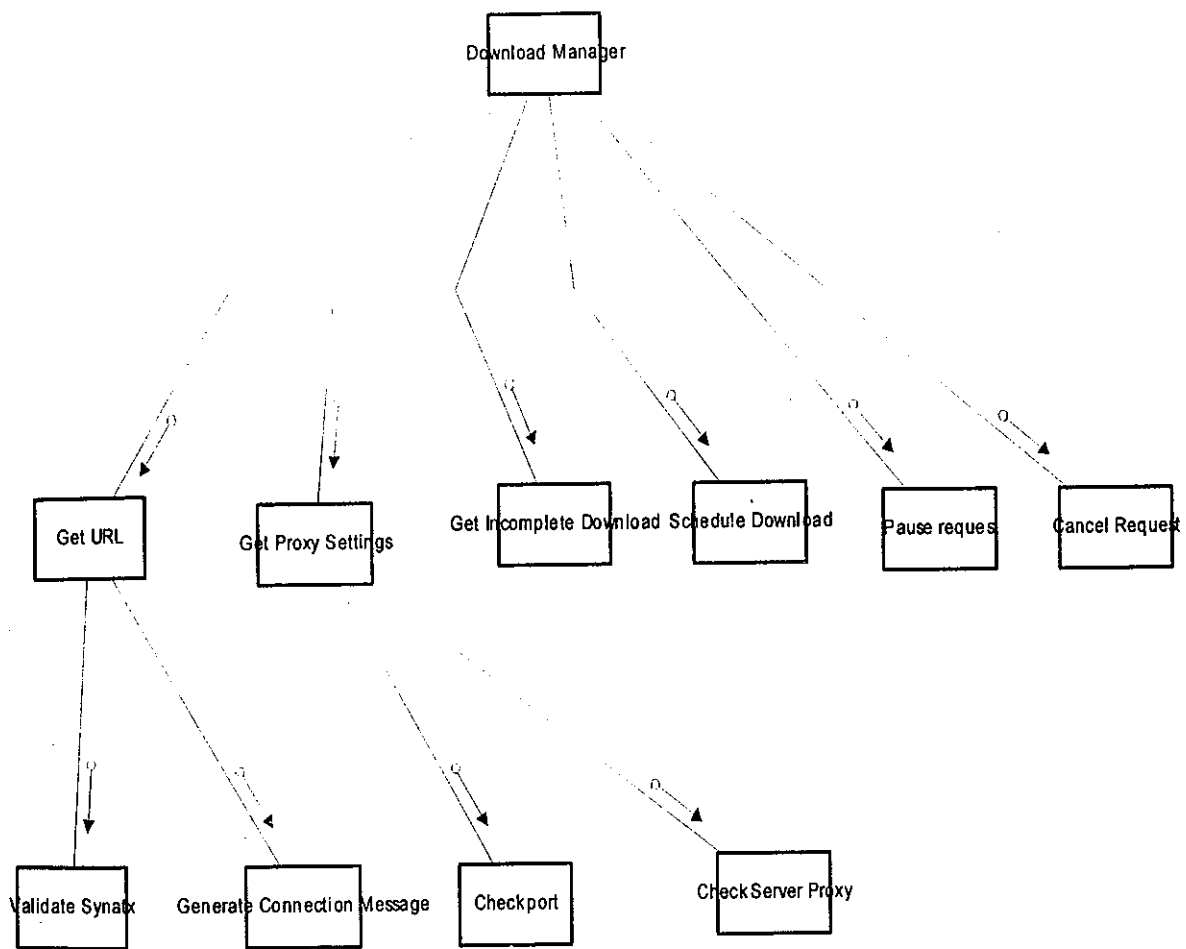 Download Manager
Get URL
Get Proxy Settings
Get Incomplete Download
Schedule Download
Pause reques
Cancel Request
Validate Synatx
Generate Connection Message
Checkport
CheckServer Proxy